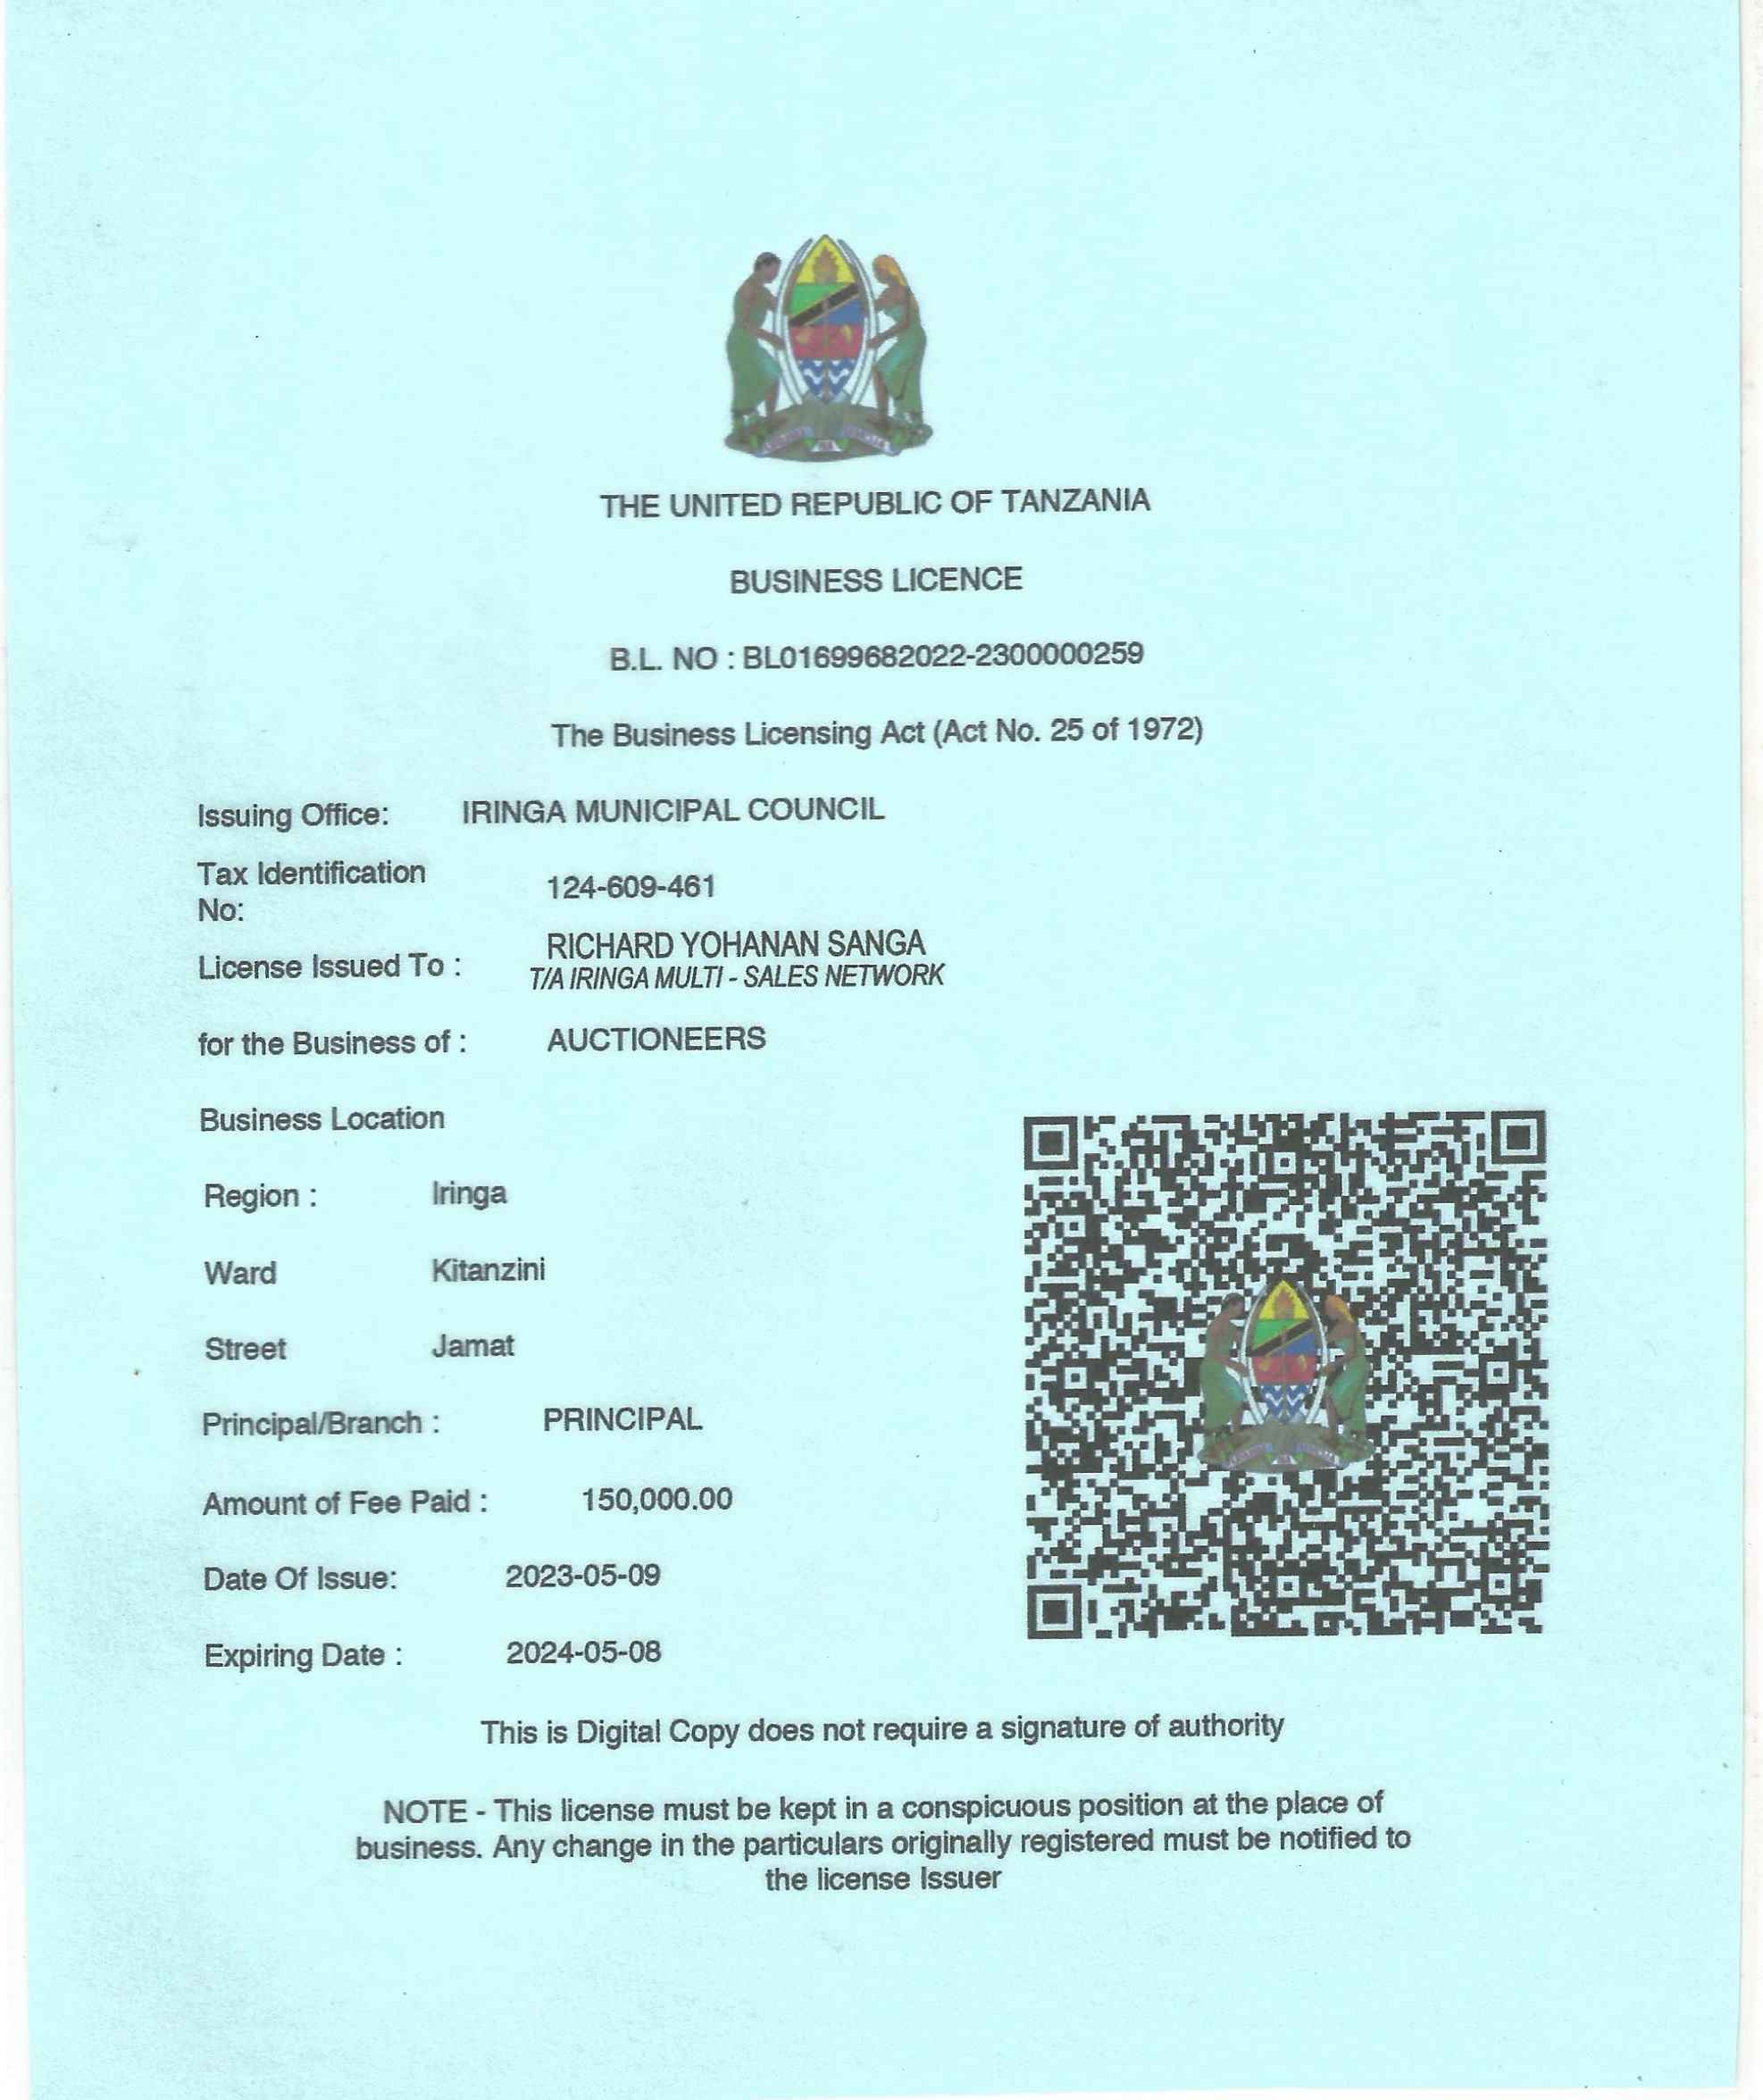 THE UNITED REPUBLIC OF TANZANIA
BUSINESS LICENCE
B.L. NO : BL01699682022-2300000259
The Business Licensing Act (Act No. 25 of 1972)
Issuing Office: IRINGA MUNICIPAL COUNCIL
Tax Identification No: 124-609-461
License Issued To : RICHARD YOHANAN SANGA
T/A IRINGA MULTI - SALES NETWORK
for the Business of : AUCTIONEERS
Business Location
Region : Iringa
Ward Kitanzini
Street Jamat
Principal/Branch : PRINCIPAL
Amount of Fee Paid : 150,000.00
Date Of Issue: 2023-05-09
Expiring Date : 2024-05-08
This is Digital Copy does not require a signature of authority
NOTE - This license must be kept in a conspicuous position at the place of
business. Any change in the particulars originally registered must be notified to
the license Issuer